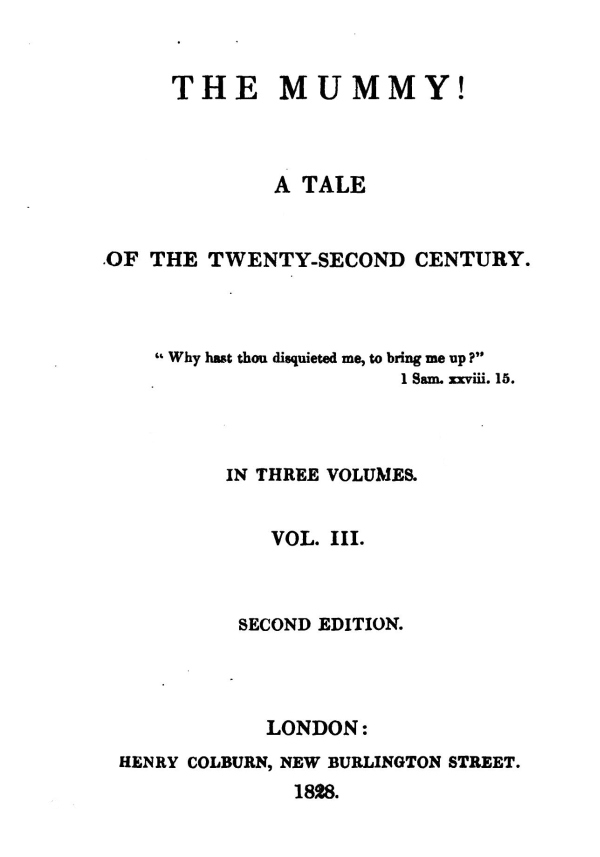 THE MUMMY!
A TALE
OF THE TWENTY-SECOND CENTURY.
“ Why hast thou disquieted me, to bring me up ?”
1 Sam. xxviii. 15.
IN THREE VOLUMES.
VOL. III.
SECOND EDITION.
LONDON:
HENRY COLBURN, NEW BURLINGTON STREET.
1828.